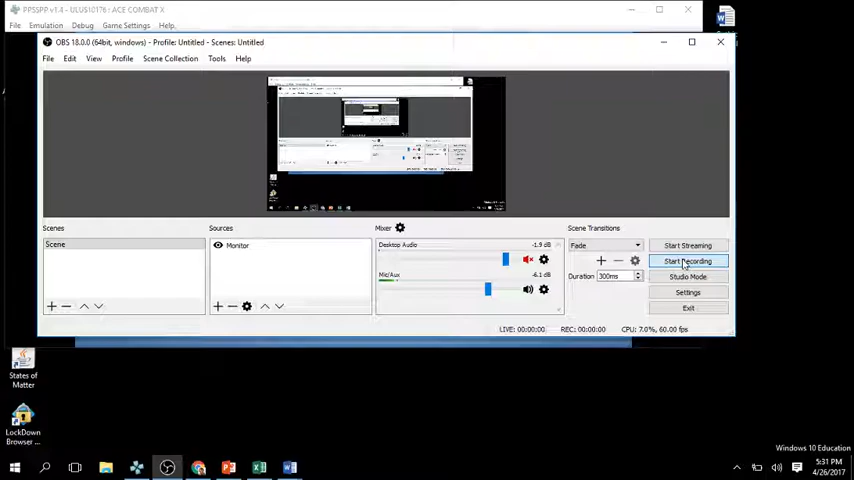 PPSSPP v1.4 - ULUS10176 : ACE COMBAT X
File Emulation Debug Game Settings Help
OBS 18.0.0 (64bit, windows) - Profile: Untitled - Scenes: Untitled
File Edit View Profile Scene Collection Tools Help
Scenes Sources Mixer Scene Transitions
Scene
Monitor
Desktop Audio -1.9 dB
Mic/Aux -6.1 dB
Fade
Duration 300ms
Start Streaming
Start Recording
Studio Mode
Settings
Exit
LIVE: 00:00:00 REC: 00:00:00 CPU: 7.0%, 60.00 fps
States of
Matter
LockDown
Browser ...
Windows 10 Education
5:31 PM
4/26/2017